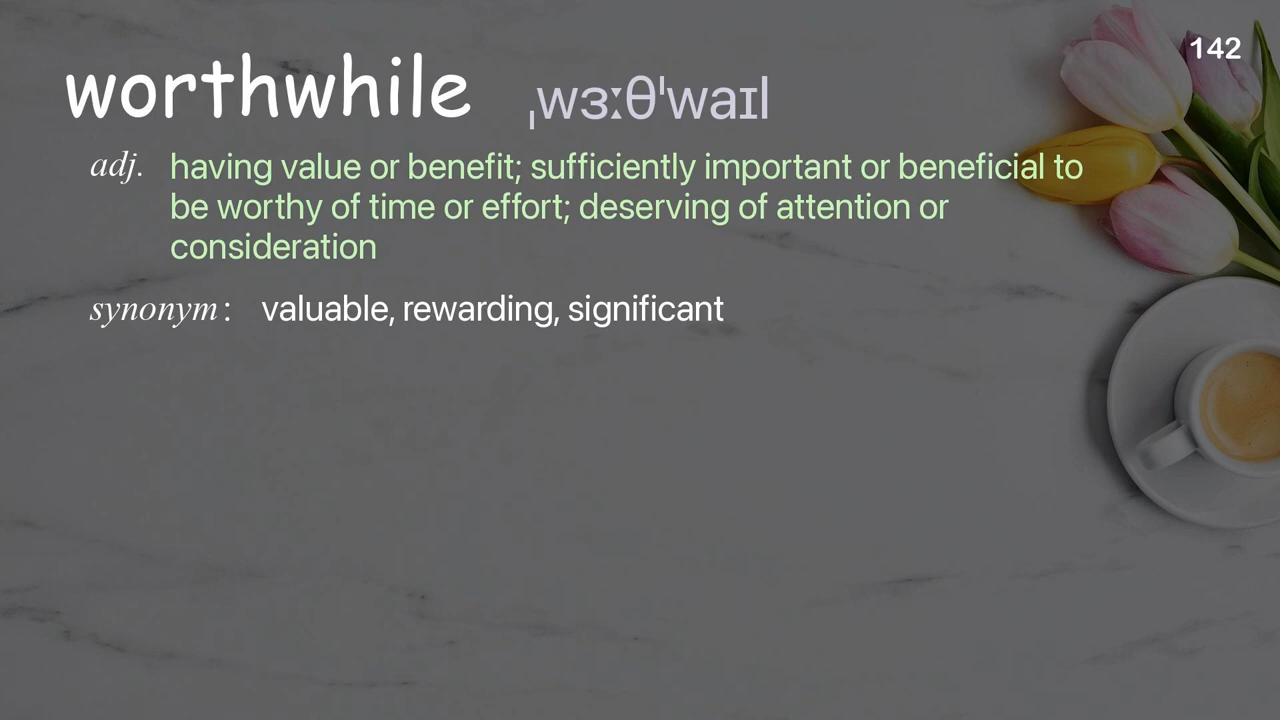 142
worthwhile ˌwɜːθˈwaɪl
adj. having value or benefit; sufficiently important or beneficial to
be worthy of time or effort; deserving of attention or
consideration
synonym: valuable, rewarding, significant